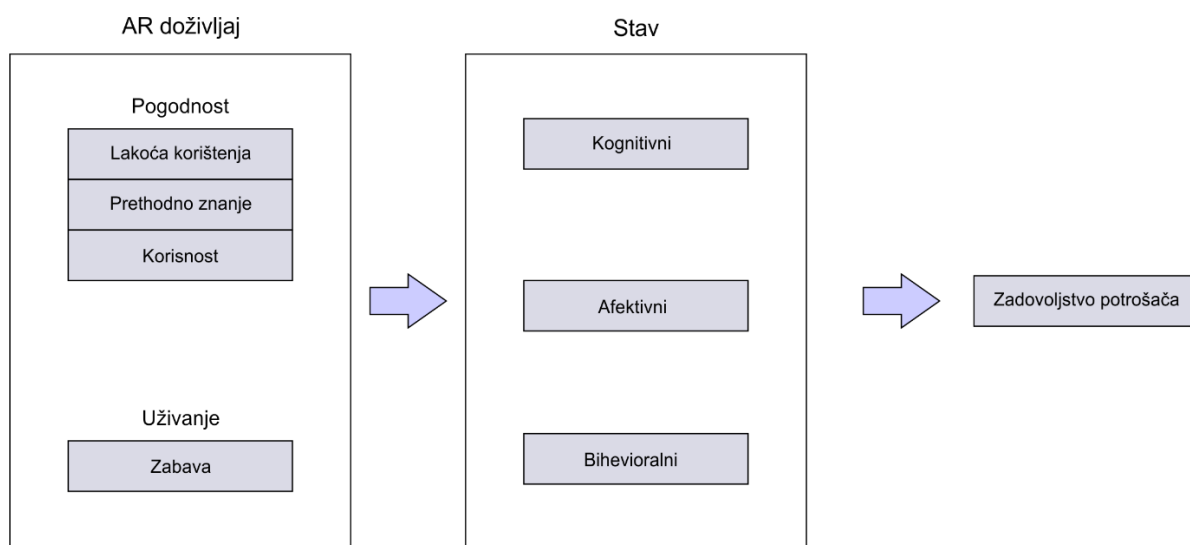 AR doživljaj
Pogodnost
Lakoća korištenja
Prethodno znanje
Korisnost
Uživanje
Zabava
Stav
Kognitivni
Afektivni
Bihevioralni
Zadovoljstvo potrošača